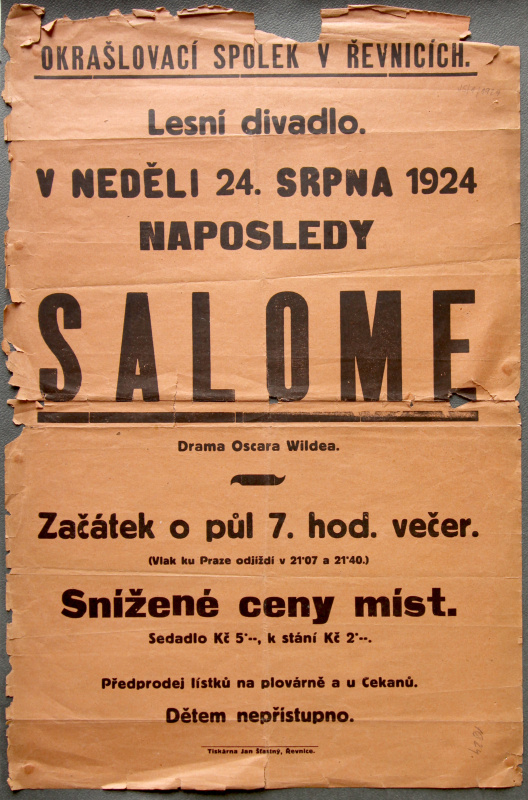 OKRAŠLOVACÍ SPOLEK V ŘEVNICÍCH.
Lesní divadlo.
V NEDĚLI 24. SRPNA 1924
NAPOSLEDY
SALOME
Drama Oscara Wildea.
Začátek o půl 7. hod. večer.
(Vlak ku Praze odjíždí v 21·07 a 21·40.)
Snížené ceny míst.
Sedadlo Kč 5·--, k stání Kč 2·--.
Předprodej lístků na plovárně a u Cekanů.
Dětem nepřístupno.
Tiskárna Jan Šťastný, Řevnice.